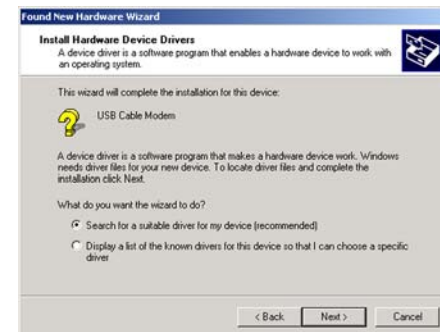 Found New Hardware Wizard
Install Hardware Device Drivers
A device driver is a software program that enables a hardware device to work with
an operating system.
This wizard will complete the installation for this device:
USB Cable Modem
A device driver is a software program that makes a hardware device work. Windows
needs driver files for your new device. To locate driver files and complete the
installation click Next.
What do you want the wizard to do?
Search for a suitable driver for my device (recommended)
Display a list of the known drivers for this device so that I can choose a specific
driver
< Back Next > Cancel